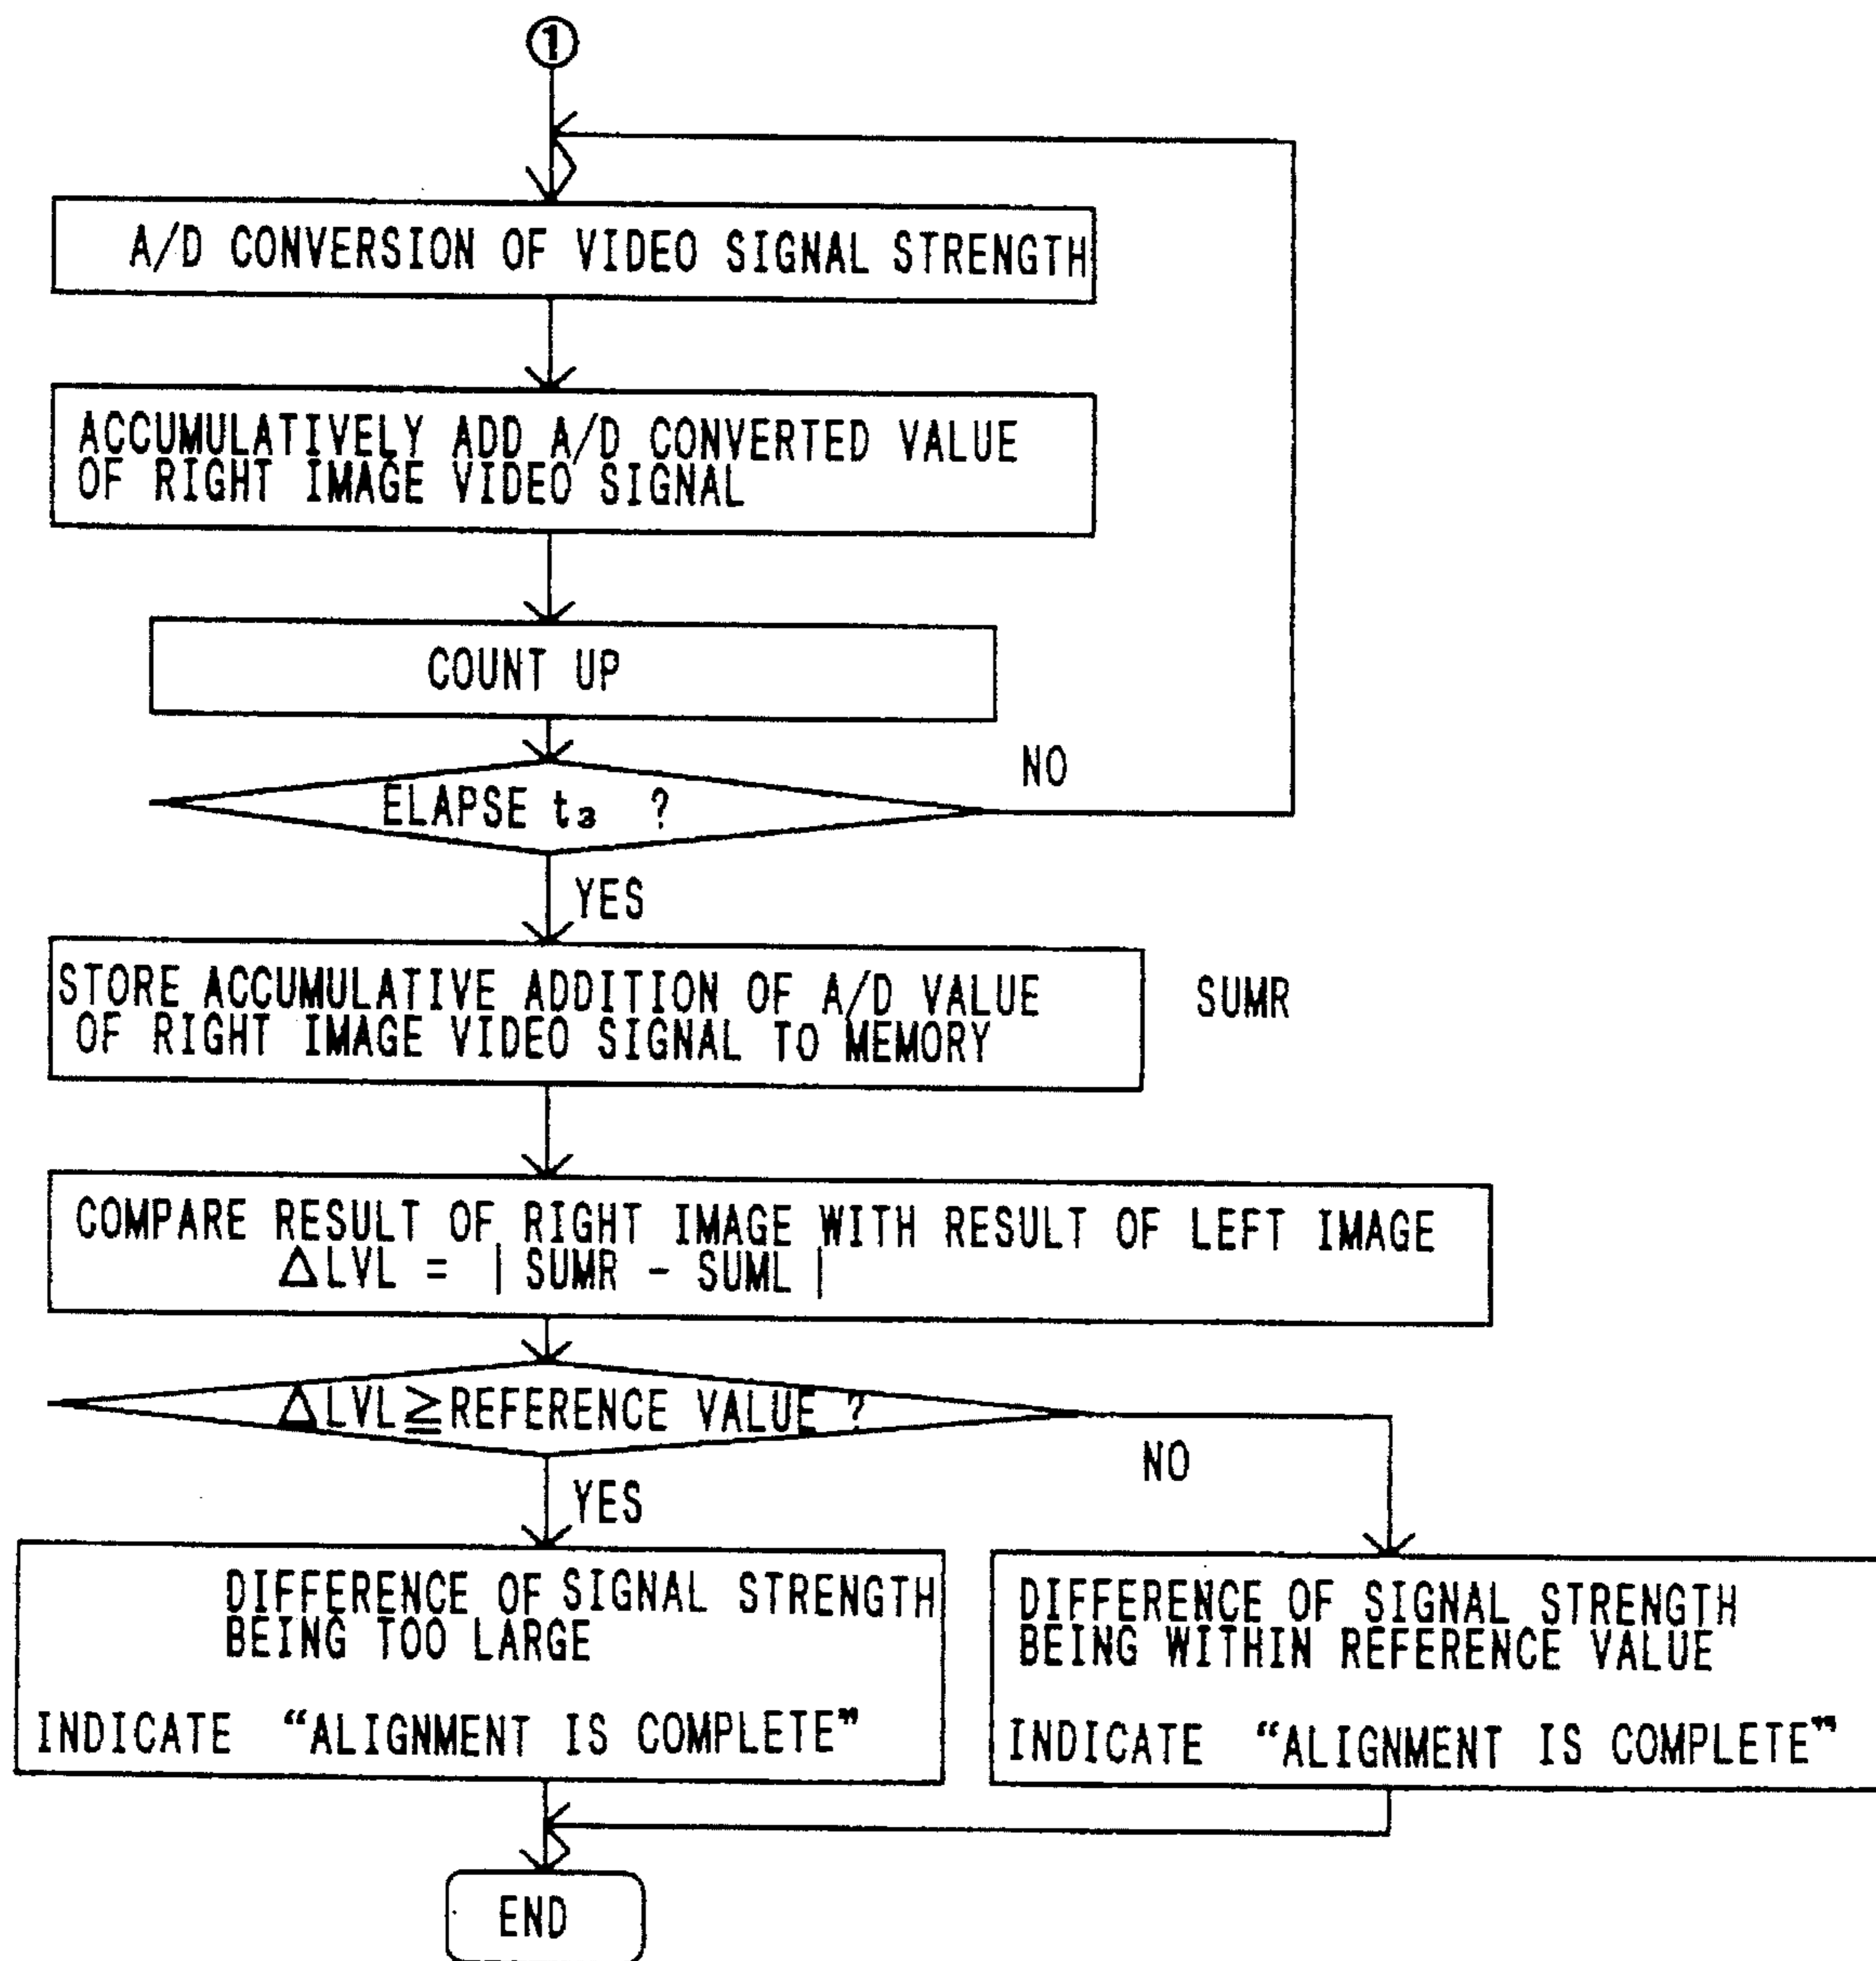 ①
A/D CONVERSION OF VIDEO SIGNAL STRENGTH
ACCUMULATIVELY ADD A/D CONVERTED VALUE
OF RIGHT IMAGE VIDEO SIGNAL
COUNT UP
ELAPSE t₃ ?
NO
YES
STORE ACCUMULATIVE ADDITION OF A/D VALUE
OF RIGHT IMAGE VIDEO SIGNAL TO MEMORY
SUMR
COMPARE RESULT OF RIGHT IMAGE WITH RESULT OF LEFT IMAGE
△LVL = | SUMR - SUML |
△LVL≧REFERENCE VALUE ?
NO
YES
DIFFERENCE OF SIGNAL STRENGTH
BEING TOO LARGE
INDICATE “ALIGNMENT IS COMPLETE”
DIFFERENCE OF SIGNAL STRENGTH
BEING WITHIN REFERENCE VALUE
INDICATE “ALIGNMENT IS COMPLETE”
END